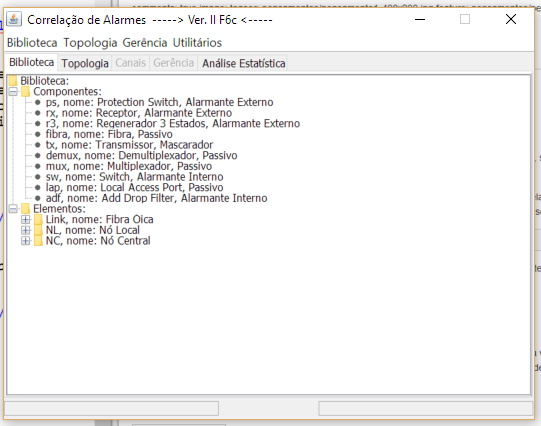 Correlação de Alarmes -----> Ver. II F6c <-----
Biblioteca Topologia Gerência Utilitários
Biblioteca Topologia Canais Gerência Análise Estatística
Biblioteca:
Componentes:
ps, nome: Protection Switch, Alarmante Externo
rx, nome: Receptor, Alarmante Externo
r3, nome: Regenerador 3 Estados, Alarmante Externo
fibra, nome: Fibra, Passivo
tx, nome: Transmissor, Mascarador
demux, nome: Demultiplexador, Passivo
mux, nome: Multiplexador, Passivo
sw, nome: Switch, Alarmante Interno
lap, nome: Local Access Port, Passivo
adf, nome: Add Drop Filter, Alarmante Interno
Elementos:
Link, nome: Fibra Óica
NL, nome: Nó Local
NC, nome: Nó Central